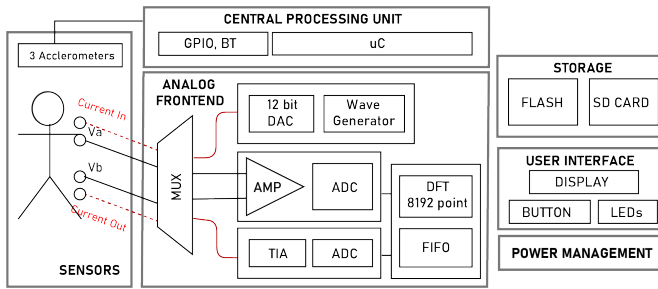 CENTRAL PROCESSING UNIT
GPIO, BT
uC
3 Acclerometers
Current In
Va
Vb
Current Out
SENSORS
ANALOG
FRONTEND
MUX
12 bit
DAC
Wave
Generator
AMP
ADC
TIA
ADC
DFT
8192 point
FIFO
STORAGE
FLASH
SD CARD
USER INTERFACE
DISPLAY
BUTTON
LEDs
POWER MANAGEMENT